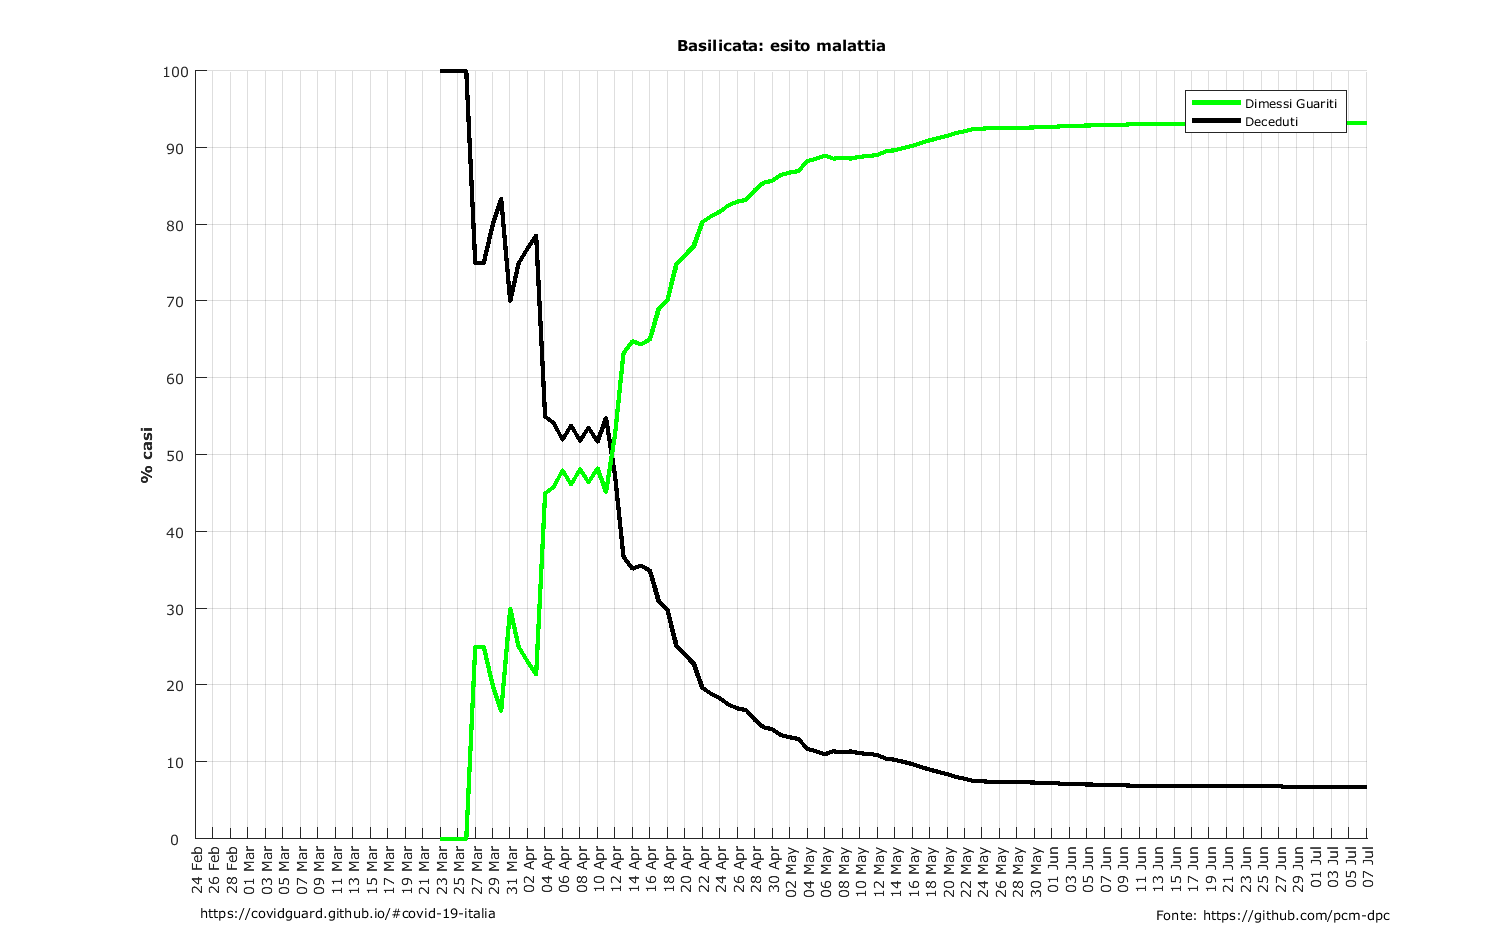 Basilicata: esito malattia
Dimessi Guariti
Deceduti
% casi
100
90
80
70
60
50
40
30
20
10
0
24 Feb
26 Feb
28 Feb
01 Mar
03 Mar
05 Mar
07 Mar
09 Mar
11 Mar
13 Mar
15 Mar
17 Mar
19 Mar
21 Mar
23 Mar
25 Mar
27 Mar
29 Mar
31 Mar
02 Apr
04 Apr
06 Apr
08 Apr
10 Apr
12 Apr
14 Apr
16 Apr
18 Apr
20 Apr
22 Apr
24 Apr
26 Apr
28 Apr
30 Apr
02 May
04 May
06 May
08 May
10 May
12 May
14 May
16 May
18 May
20 May
22 May
24 May
26 May
28 May
30 May
01 Jun
03 Jun
05 Jun
07 Jun
09 Jun
11 Jun
13 Jun
15 Jun
17 Jun
19 Jun
21 Jun
23 Jun
25 Jun
27 Jun
29 Jun
01 Jul
03 Jul
05 Jul
07 Jul
https://covidguard.github.io/#covid-19-italia
Fonte: https://github.com/pcm-dpc